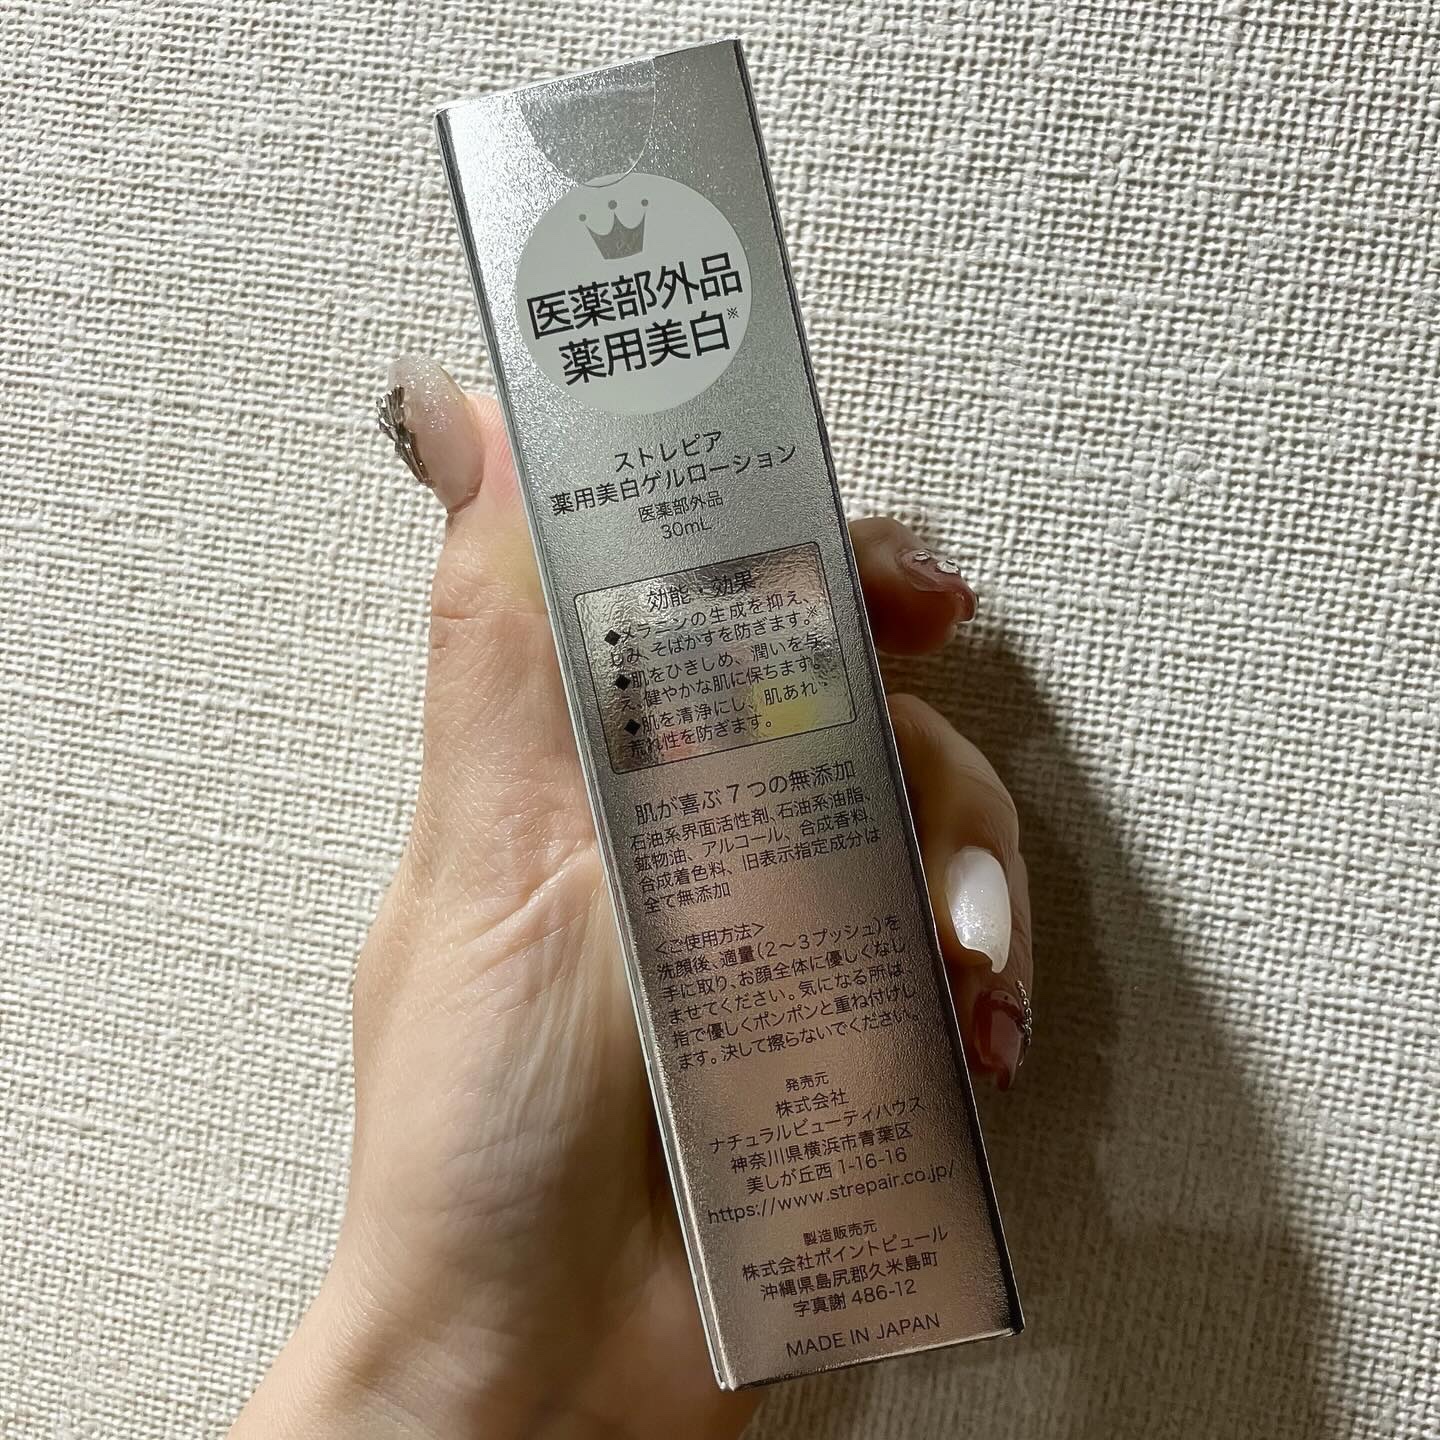 医薬部外品
薬用美白※
ストレピア
薬用美白ゲルローション
医薬部外品
30mL
効能・効果
◆メラニンの生成を抑え、
しみ、そばかすを防ぎます。※
◆肌をひきしめ、潤いを与
え、健やかな肌に保ちます。
◆肌を清浄にし、肌あれ・
荒れ性を防ぎます。
肌が喜ぶ7つの無添加
石油系界面活性剤、石油系油脂、
鉱物油、アルコール、合成香料、
合成着色料、旧表示指定成分は
全て無添加
<ご使用方法>
洗顔後、適量(2〜3プッシュ)を
手に取り、お顔全体に優しくなじ
ませてください。気になる所は、
指で優しくポンポンと重ね付けし
ます。決して擦らないでください。
発売元
株式会社
ナチュラルビューティハウス
神奈川県横浜市青葉区
美しが丘西 1-16-16
https://www.strepair.co.jp/
製造販売元
株式会社ポイントピュール
沖縄県島尻郡久米島町
字真謝 486-12
MADE IN JAPAN